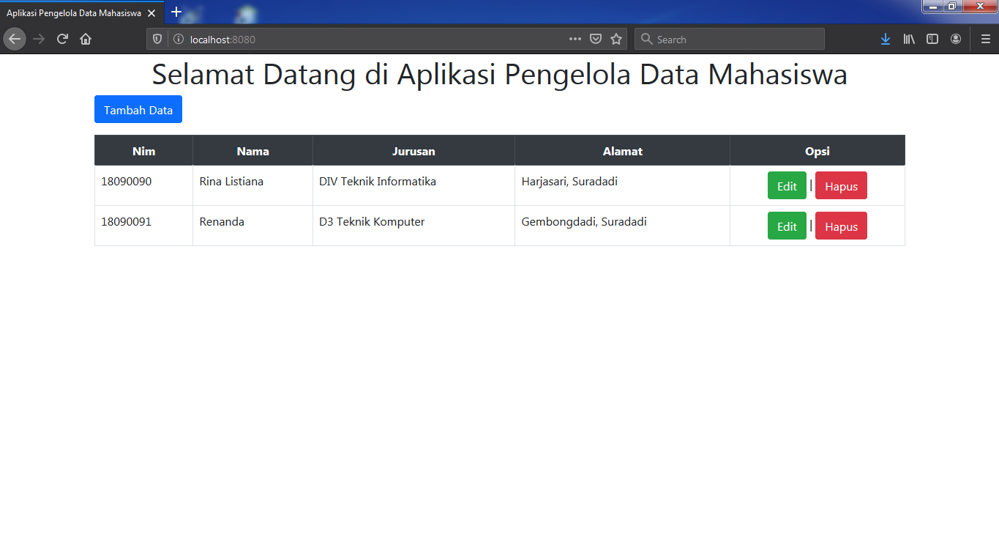 Aplikasi Pengelola Data Mahasiswa
localhost:8080
Search
Selamat Datang di Aplikasi Pengelola Data Mahasiswa
Tambah Data
Nim Nama Jurusan Alamat Opsi
18090090 Rina Listiana DIV Teknik Informatika Harjasari, Suradadi Edit | Hapus
18090091 Renanda D3 Teknik Komputer Gembongdadi, Suradadi Edit | Hapus